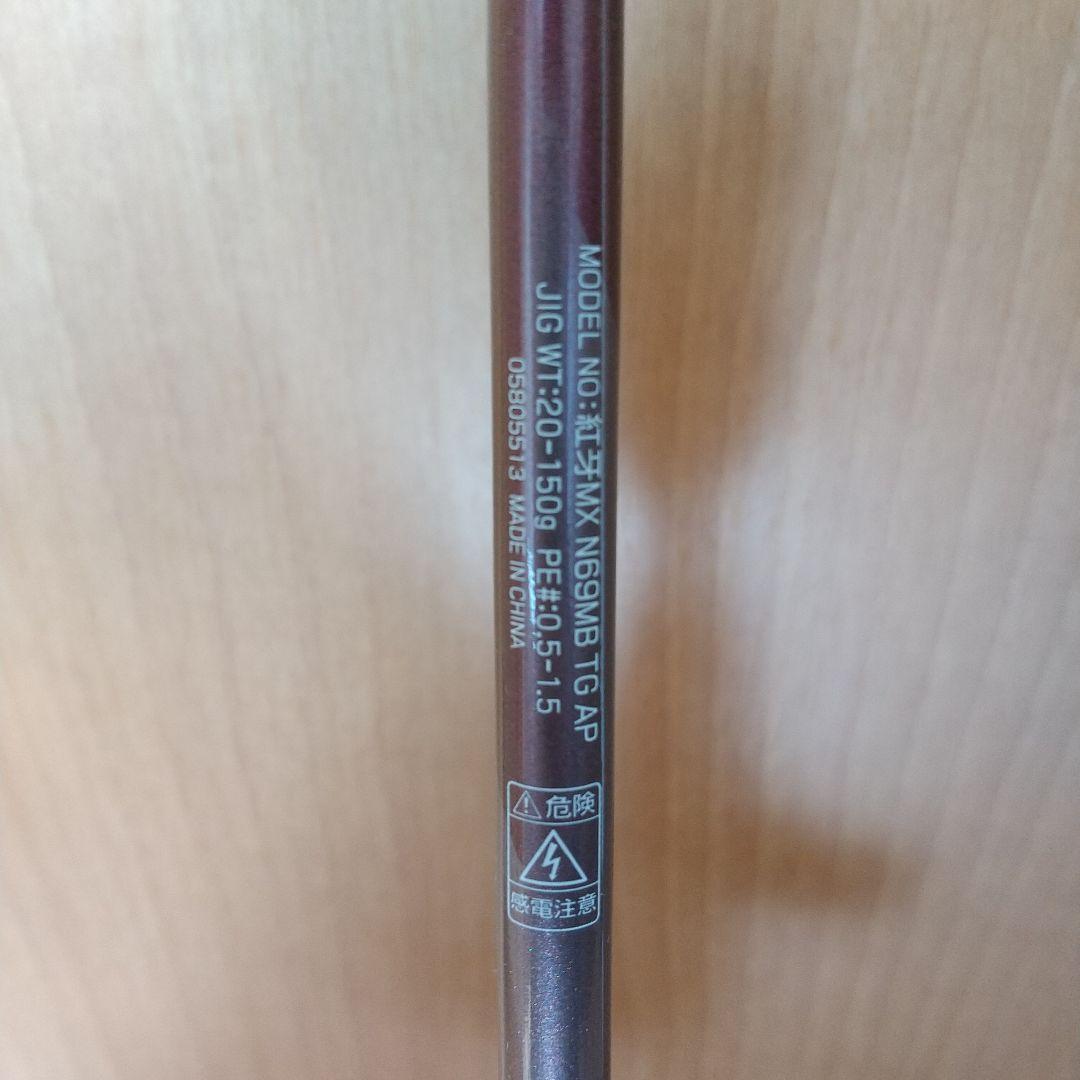 MODEL NO:紅牙MX N69MB TG AP
JIG WT:20-150g PE#:0.5-1.5
05805513 MADE IN CHINA
危険
感電注意